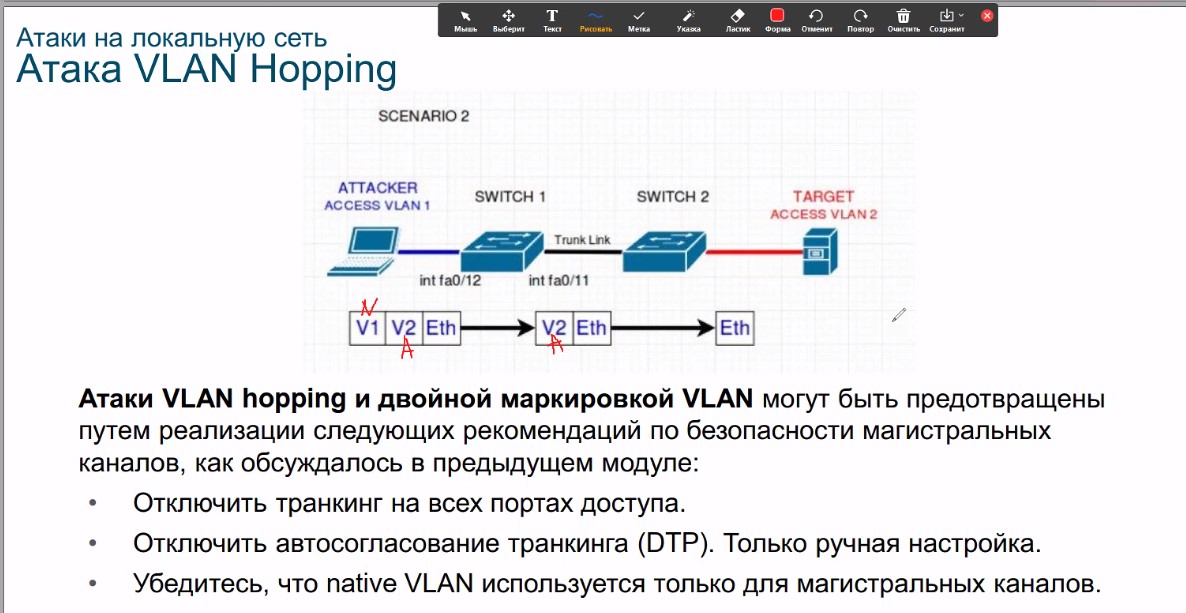 Мышь Выберит Текст Рисовать Метка Указка Ластик Форма Отменит Повтор Очистить Сохранит
Атаки на локальную сеть
Атака VLAN Hopping
SCENARIO 2
ATTACKER
ACCESS VLAN 1
SWITCH 1
SWITCH 2
TARGET
ACCESS VLAN 2
Trunk Link
int fa0/12
int fa0/11
N
V1 V2 Eth
A
V2 Eth
A
Eth
Атаки VLAN hopping и двойной маркировкой VLAN могут быть предотвращены
путем реализации следующих рекомендаций по безопасности магистральных
каналов, как обсуждалось в предыдущем модуле:
• Отключить транкинг на всех портах доступа.
• Отключить автосогласование транкинга (DTP). Только ручная настройка.
• Убедитесь, что native VLAN используется только для магистральных каналов.